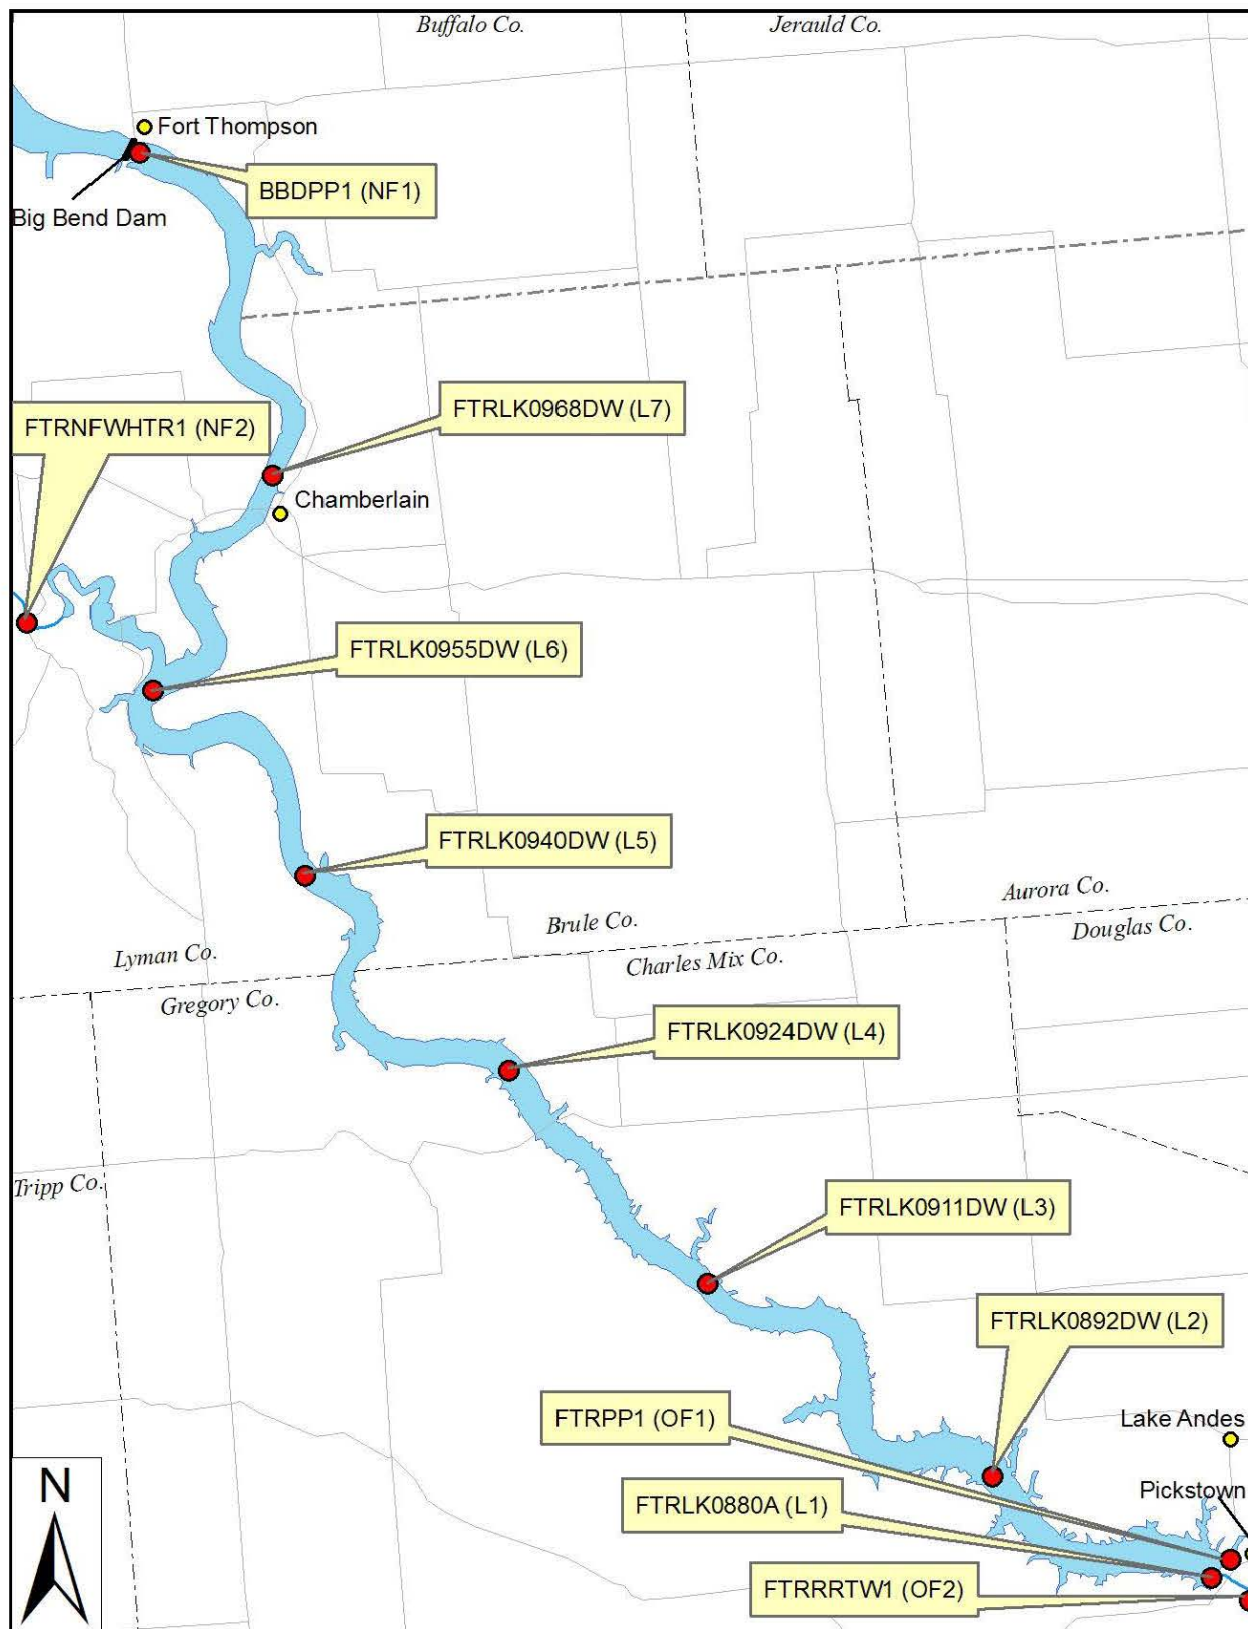 Buffalo Co.
Jerauld Co.
Fort Thompson
BBDPP1 (NF1)
Big Bend Dam
FTRLK0968DW (L7)
FTRNFWHTR1 (NF2)
Chamberlain
FTRLK0955DW (L6)
FTRLK0940DW (L5)
Aurora Co.
Brule Co.
Douglas Co.
Lyman Co.
Charles Mix Co.
Gregory Co.
FTRLK0924DW (L4)
Tripp Co.
FTRLK0911DW (L3)
FTRLK0892DW (L2)
FTRPP1 (OF1)
Lake Andes
N
Pickstown
FTRLK0880A (L1)
FTRRRTW1 (OF2)